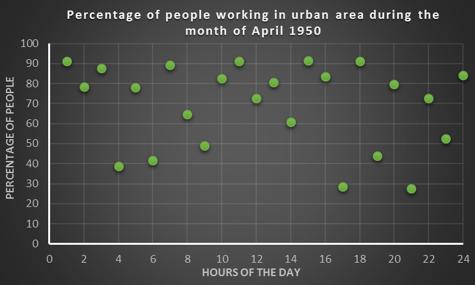 Percentage of people working in urban area during the
month of April 1950
100
90
80
70
60
50
40
30
20
10
0
PERCENTAGE OF PEOPLE
0 2 4 6 8 10 12 14 16 18 20 22 24
HOURS OF THE DAY